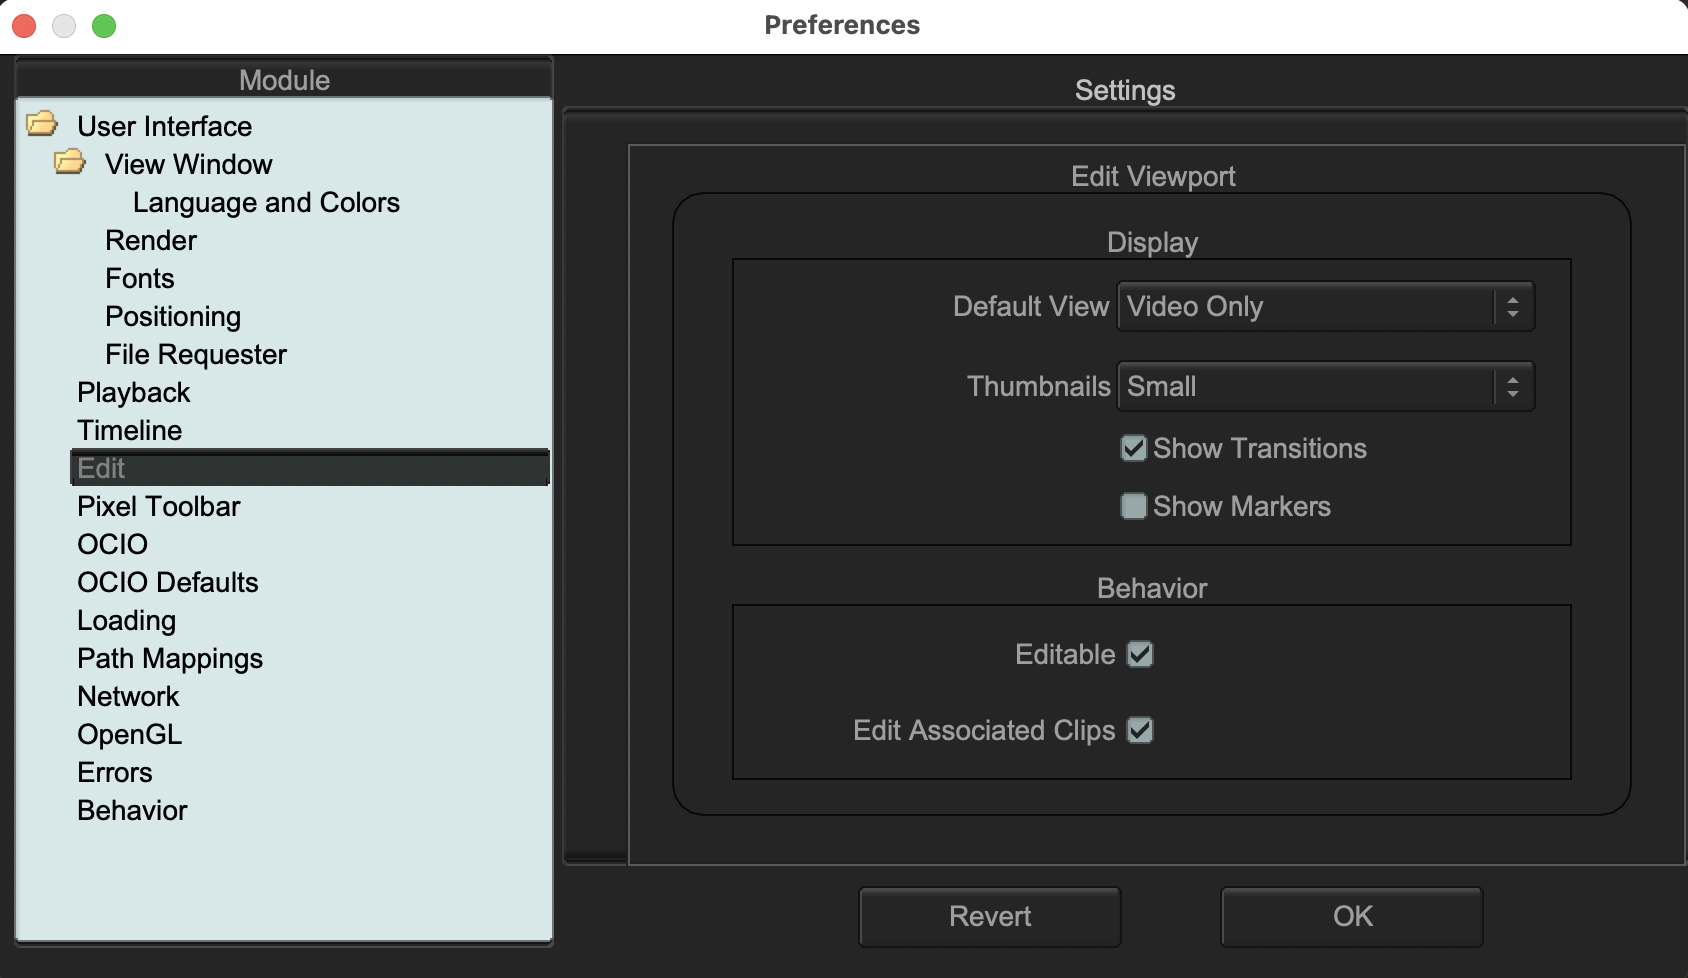 Preferences
Module
User Interface
View Window
Language and Colors
Render
Fonts
Positioning
File Requester
Playback
Timeline
Edit
Pixel Toolbar
OCIO
OCIO Defaults
Loading
Path Mappings
Network
OpenGL
Errors
Behavior
Settings
Edit Viewport
Display
Default View Video Only
Thumbnails Small
Show Transitions
Show Markers
Behavior
Editable
Edit Associated Clips
Revert OK